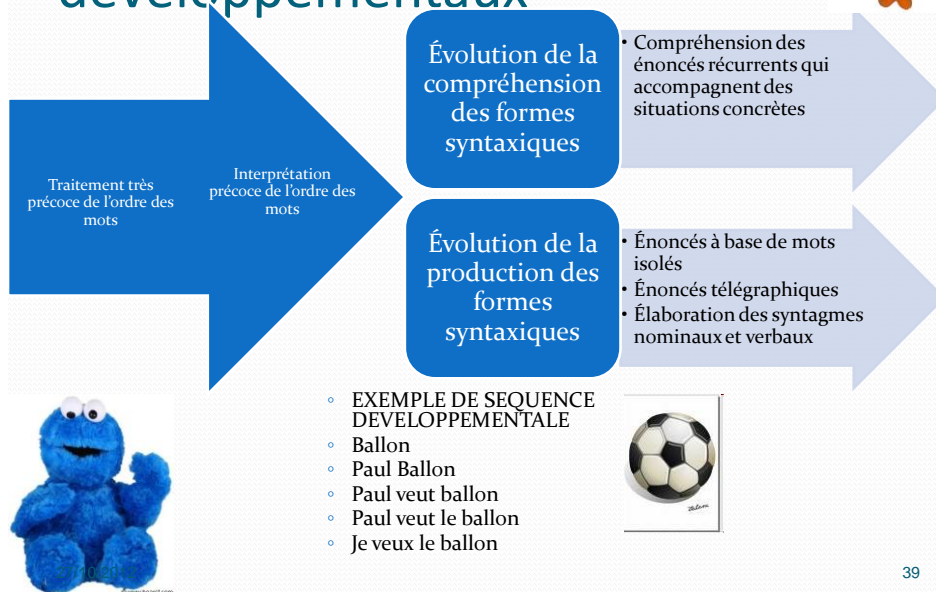 développementaux
Traitement très
précoce de l'ordre des
mots
Interprétation
précoce de l'ordre des
mots
Évolution de la
compréhension
des formes
syntaxiques
• Compréhension des
énoncés récurrents qui
accompagnent des
situations concrètes
Évolution de la
production des
formes
syntaxiques
• Énoncés à base de mots
isolés
• Énoncés télégraphiques
• Élaboration des syntagmes
nominaux et verbaux
◦ EXEMPLE DE SEQUENCE
DEVELOPPEMENTALE
◦ Ballon
◦ Paul Ballon
◦ Paul veut ballon
◦ Paul veut le ballon
◦ Je veux le ballon
39